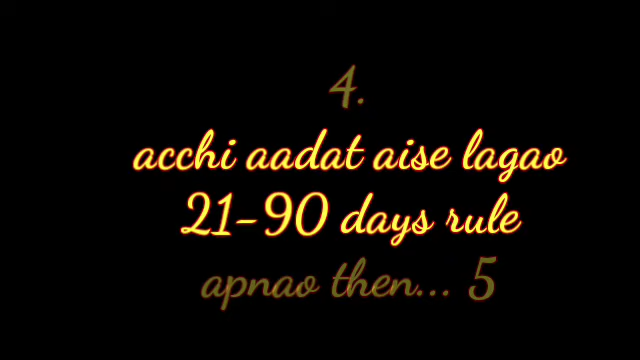 4.
acchi aadat aise lagao
21-90 days rule
apnao then... 5